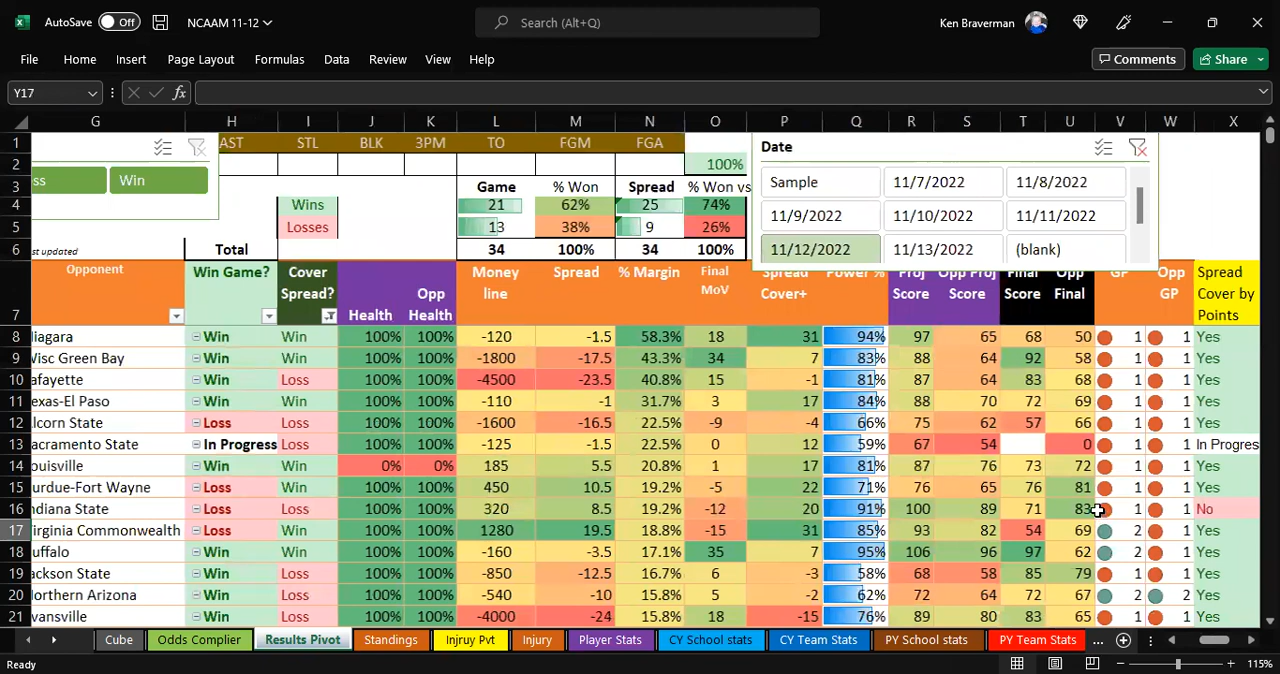 AutoSave Off NCAAM 11-12 Search (Alt+Q) Ken Braverman
File Home Insert Page Layout Formulas Data Review View Help Comments Share
Y17 fx
G H I J K L M N O P Q R S T U V W X
1 AST STL BLK 3PM TO FGM FGA Date
2 ss Win 100% Sample 11/7/2022 11/8/2022
3 Game % Won Spread % Won vs
4 Wins 21 62% 25 74% 11/9/2022 11/10/2022 11/11/2022
5 Losses 13 38% 9 26%
6 st updated Total 34 100% 34 100% 11/12/2022 11/13/2022 (blank)
7 Opponent Win Game? Cover Spread? Health Opp Health Money line Spread % Margin Final MoV Spread Cover+ Power % Proj Score Opp Proj Score Final Score Opp Final GP Opp GP Spread Cover by Points
8 iagara Win Win 100% 100% -120 -1.5 58.3% 18 31 94% 97 65 68 50 1 1 Yes
9 Wisc Green Bay Win Win 100% 100% -1800 -17.5 43.3% 34 7 83% 88 64 92 58 1 1 Yes
10 afayette Win Loss 100% 100% -4500 -23.5 40.8% 15 -1 81% 87 64 83 68 1 1 Yes
11 exas-El Paso Win Win 100% 100% -110 -1 31.7% 3 17 84% 88 70 72 69 1 1 Yes
12 lcorn State Loss Loss 100% 100% -1600 -16.5 22.5% -9 -4 66% 75 62 57 66 1 1 Yes
13 acramento State In Progress Loss 100% 100% -125 -1.5 22.5% 0 12 59% 67 54 0 1 1 In Progres
14 ouisville Win Win 0% 0% 185 5.5 20.8% 1 17 81% 87 76 73 72 1 1 Yes
15 urdue-Fort Wayne Loss Win 100% 100% 450 10.5 19.2% -5 22 71% 76 65 76 81 1 1 Yes
16 ndiana State Loss Win 100% 100% 320 8.5 19.2% -12 20 91% 100 89 71 83 1 No
17 irginia Commonwealth Loss Win 100% 100% 1280 19.5 18.8% -15 31 85% 93 82 54 69 2 1 Yes
18 uffalo Win Win 100% 100% -160 -3.5 17.1% 35 7 95% 106 96 97 62 2 1 Yes
19 ackson State Win Loss 100% 100% -850 -12.5 16.7% 6 -3 58% 68 58 85 79 1 1 Yes
20 orthern Arizona Win Loss 100% 100% -540 -10 15.8% 5 -2 62% 72 64 72 67 2 2 Yes
21 vansville Win Loss 100% 100% -4000 -24 15.8% 18 -15 76% 89 80 83 65 1 1 Yes
Cube Odds Complier Results Pivot Standings Injruy Pvt Injury Player Stats CY School stats CY Team Stats PY School stats PY Team Stats ...
Ready 115%